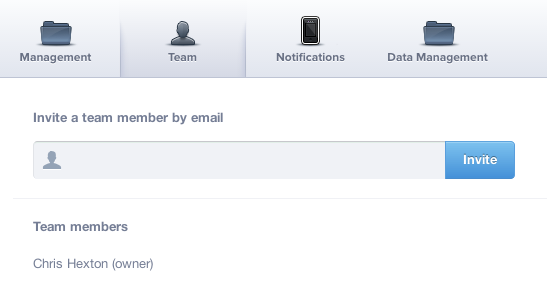 Management Team Notifications Data Management
Invite a team member by email
Invite
Team members
Chris Hexton (owner)